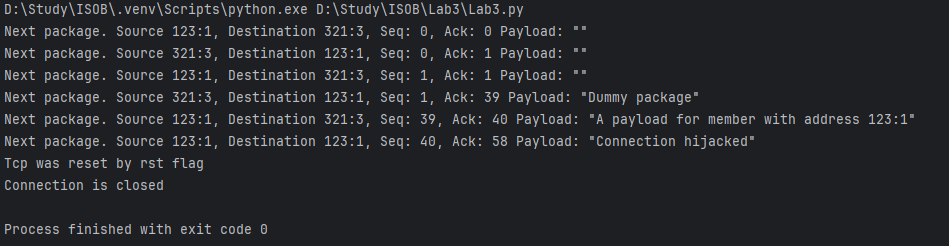 D:\Study\ISOB\.venv\Scripts\python.exe D:\Study\ISOB\Lab3\Lab3.py
Next package. Source 123:1, Destination 321:3, Seq: 0, Ack: 0 Payload: ""
Next package. Source 321:3, Destination 123:1, Seq: 0, Ack: 1 Payload: ""
Next package. Source 123:1, Destination 321:3, Seq: 1, Ack: 1 Payload: ""
Next package. Source 321:3, Destination 123:1, Seq: 1, Ack: 39 Payload: "Dummy package"
Next package. Source 123:1, Destination 321:3, Seq: 39, Ack: 40 Payload: "A payload for member with address 123:1"
Next package. Source 123:1, Destination 123:1, Seq: 40, Ack: 58 Payload: "Connection hijacked"
Tcp was reset by rst flag
Connection is closed
Process finished with exit code 0